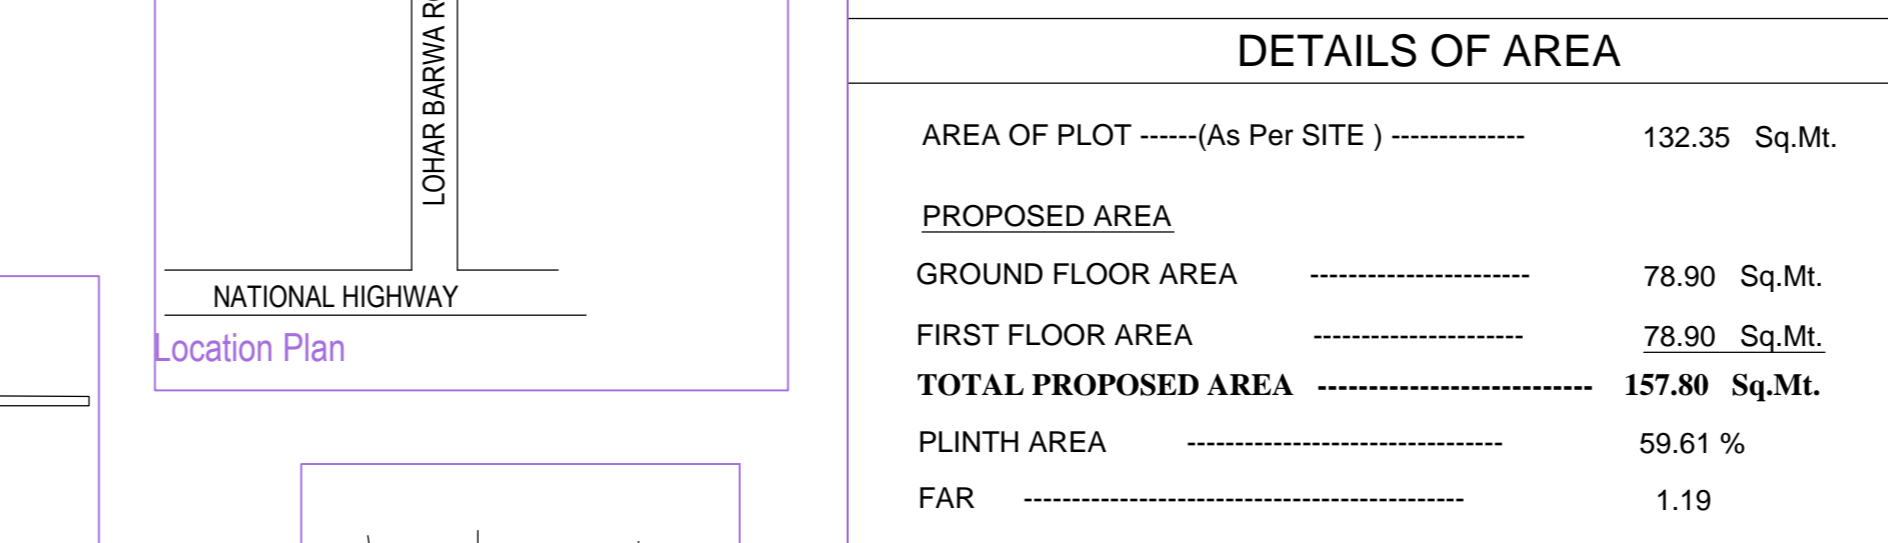 LOHAR BARWA
NATIONAL HIGHWAY
Location Plan
DETAILS OF AREA
AREA OF PLOT ------(As Per SITE ) -------------- 132.35 Sq.Mt.
PROPOSED AREA
GROUND FLOOR AREA ----------------------- 78.90 Sq.Mt.
FIRST FLOOR AREA ---------------------- 78.90 Sq.Mt.
TOTAL PROPOSED AREA --------------------------- 157.80 Sq.Mt.
PLINTH AREA --------------------------------- 59.61 %
FAR ---------------------------------------------- 1.19